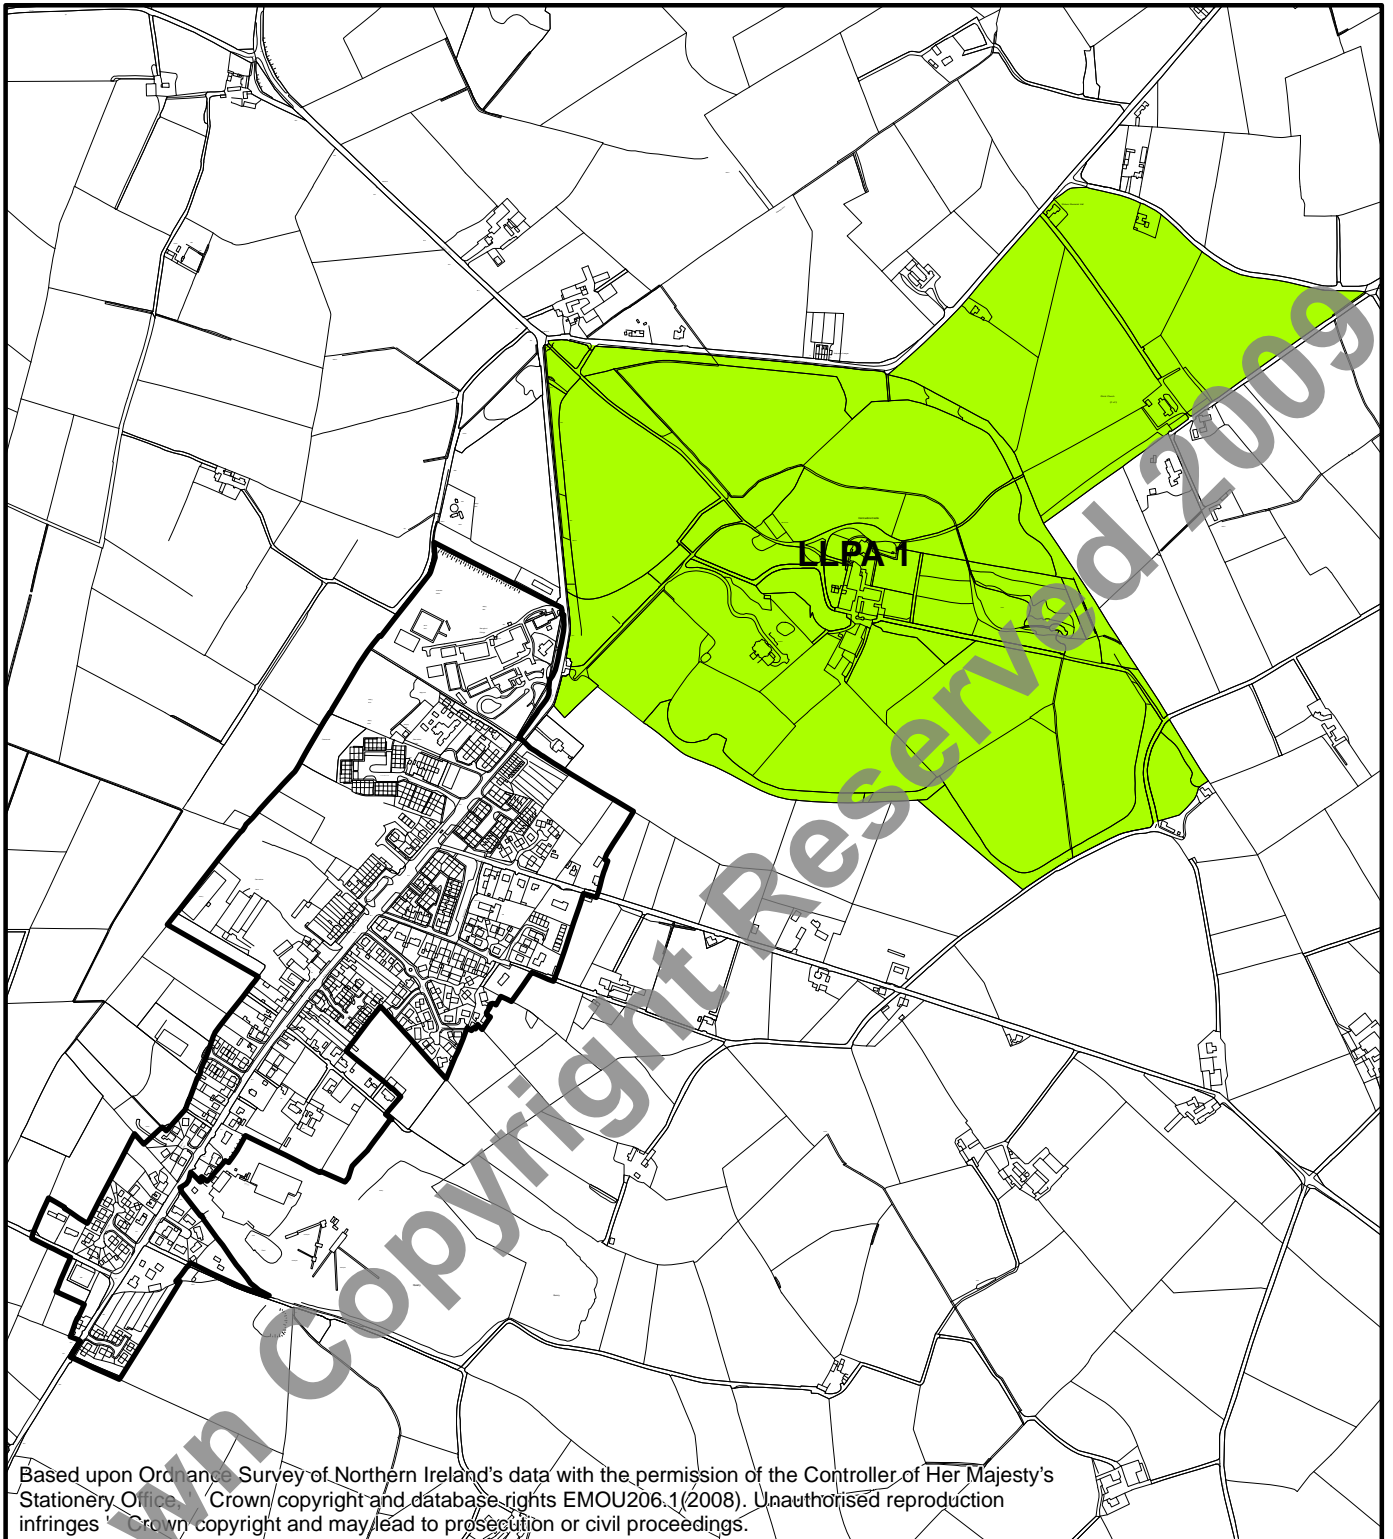 LLPA 1
wn Copyright Reserved 2009
Based upon Ordnance Survey of Northern Ireland's data with the permission of the Controller of Her Majesty's
Stationery Office, ' Crown copyright and database rights EMOU206.1(2008). Unauthorised reproduction
infringes ' Crown copyright and may lead to prosecution or civil proceedings.